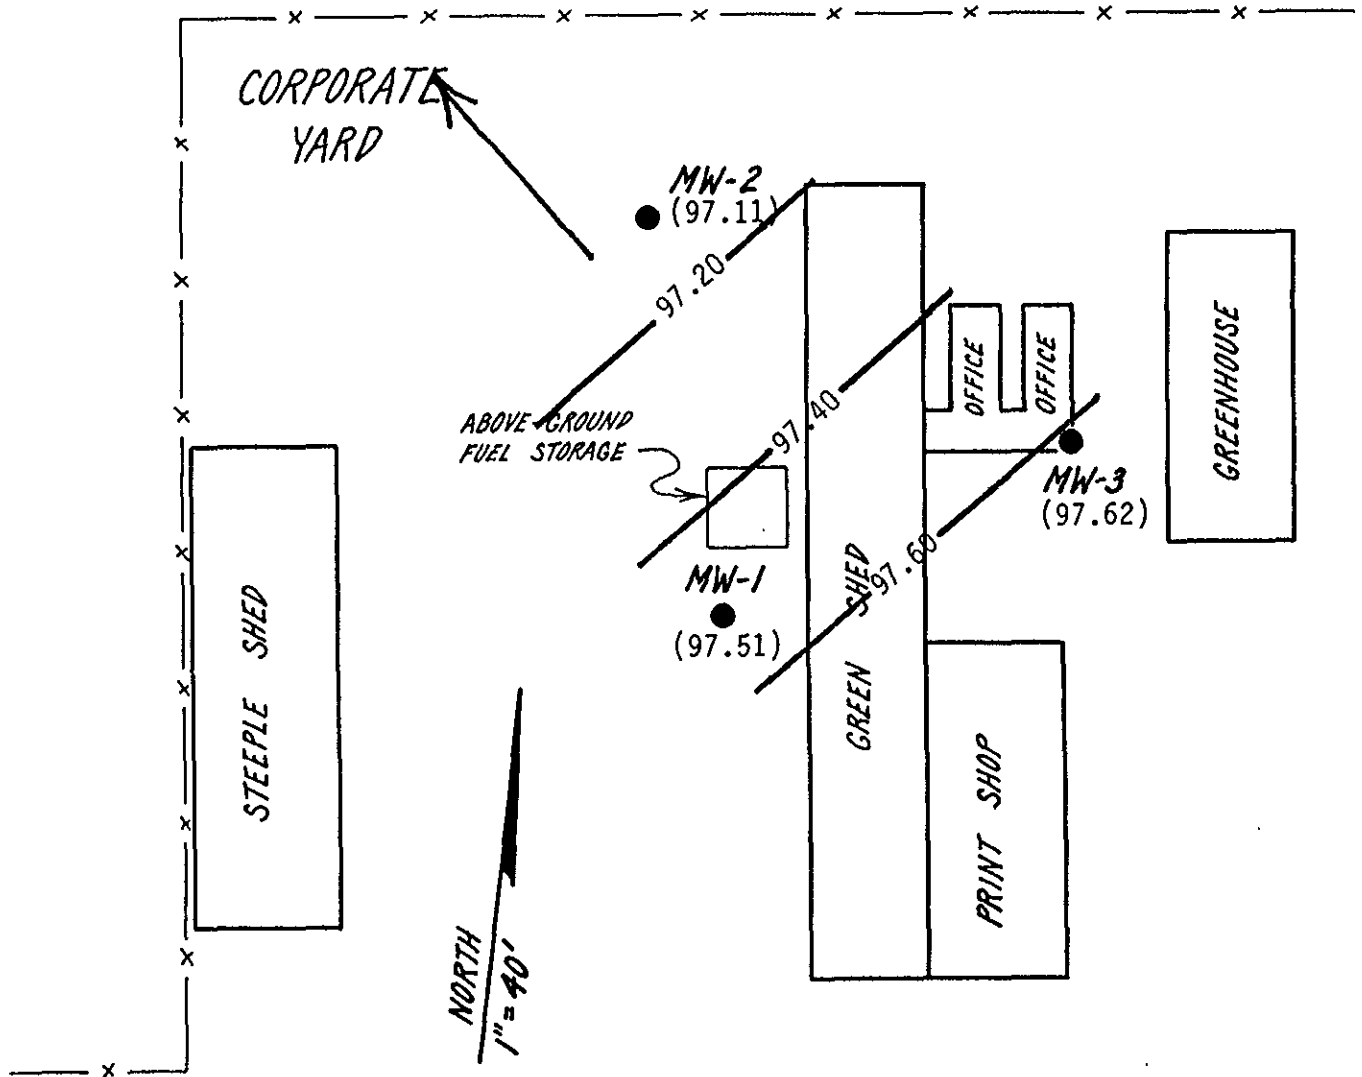 CORPORATE
YARD
MW-2
(97.11)
97.20
OFFICE
OFFICE
GREENHOUSE
97.40
ABOVE GROUND
FUEL STORAGE
MW-3
(97.62)
97.60
MW-1
(97.51)
GREEN SHED
STEEPLE SHED
PRINT SHOP
NORTH
1"=40'